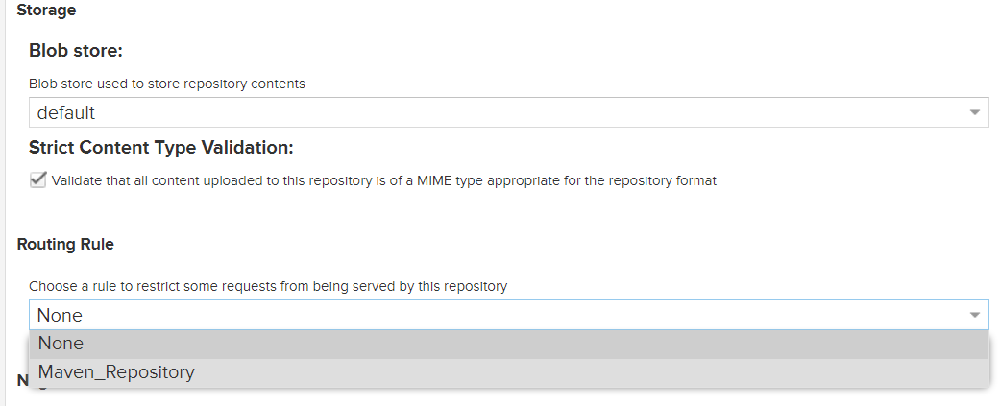 Storage
Blob store:
Blob store used to store repository contents
default
Strict Content Type Validation:
Validate that all content uploaded to this repository is of a MIME type appropriate for the repository format
Routing Rule
Choose a rule to restrict some requests from being served by this repository
None
None
Maven_Repository